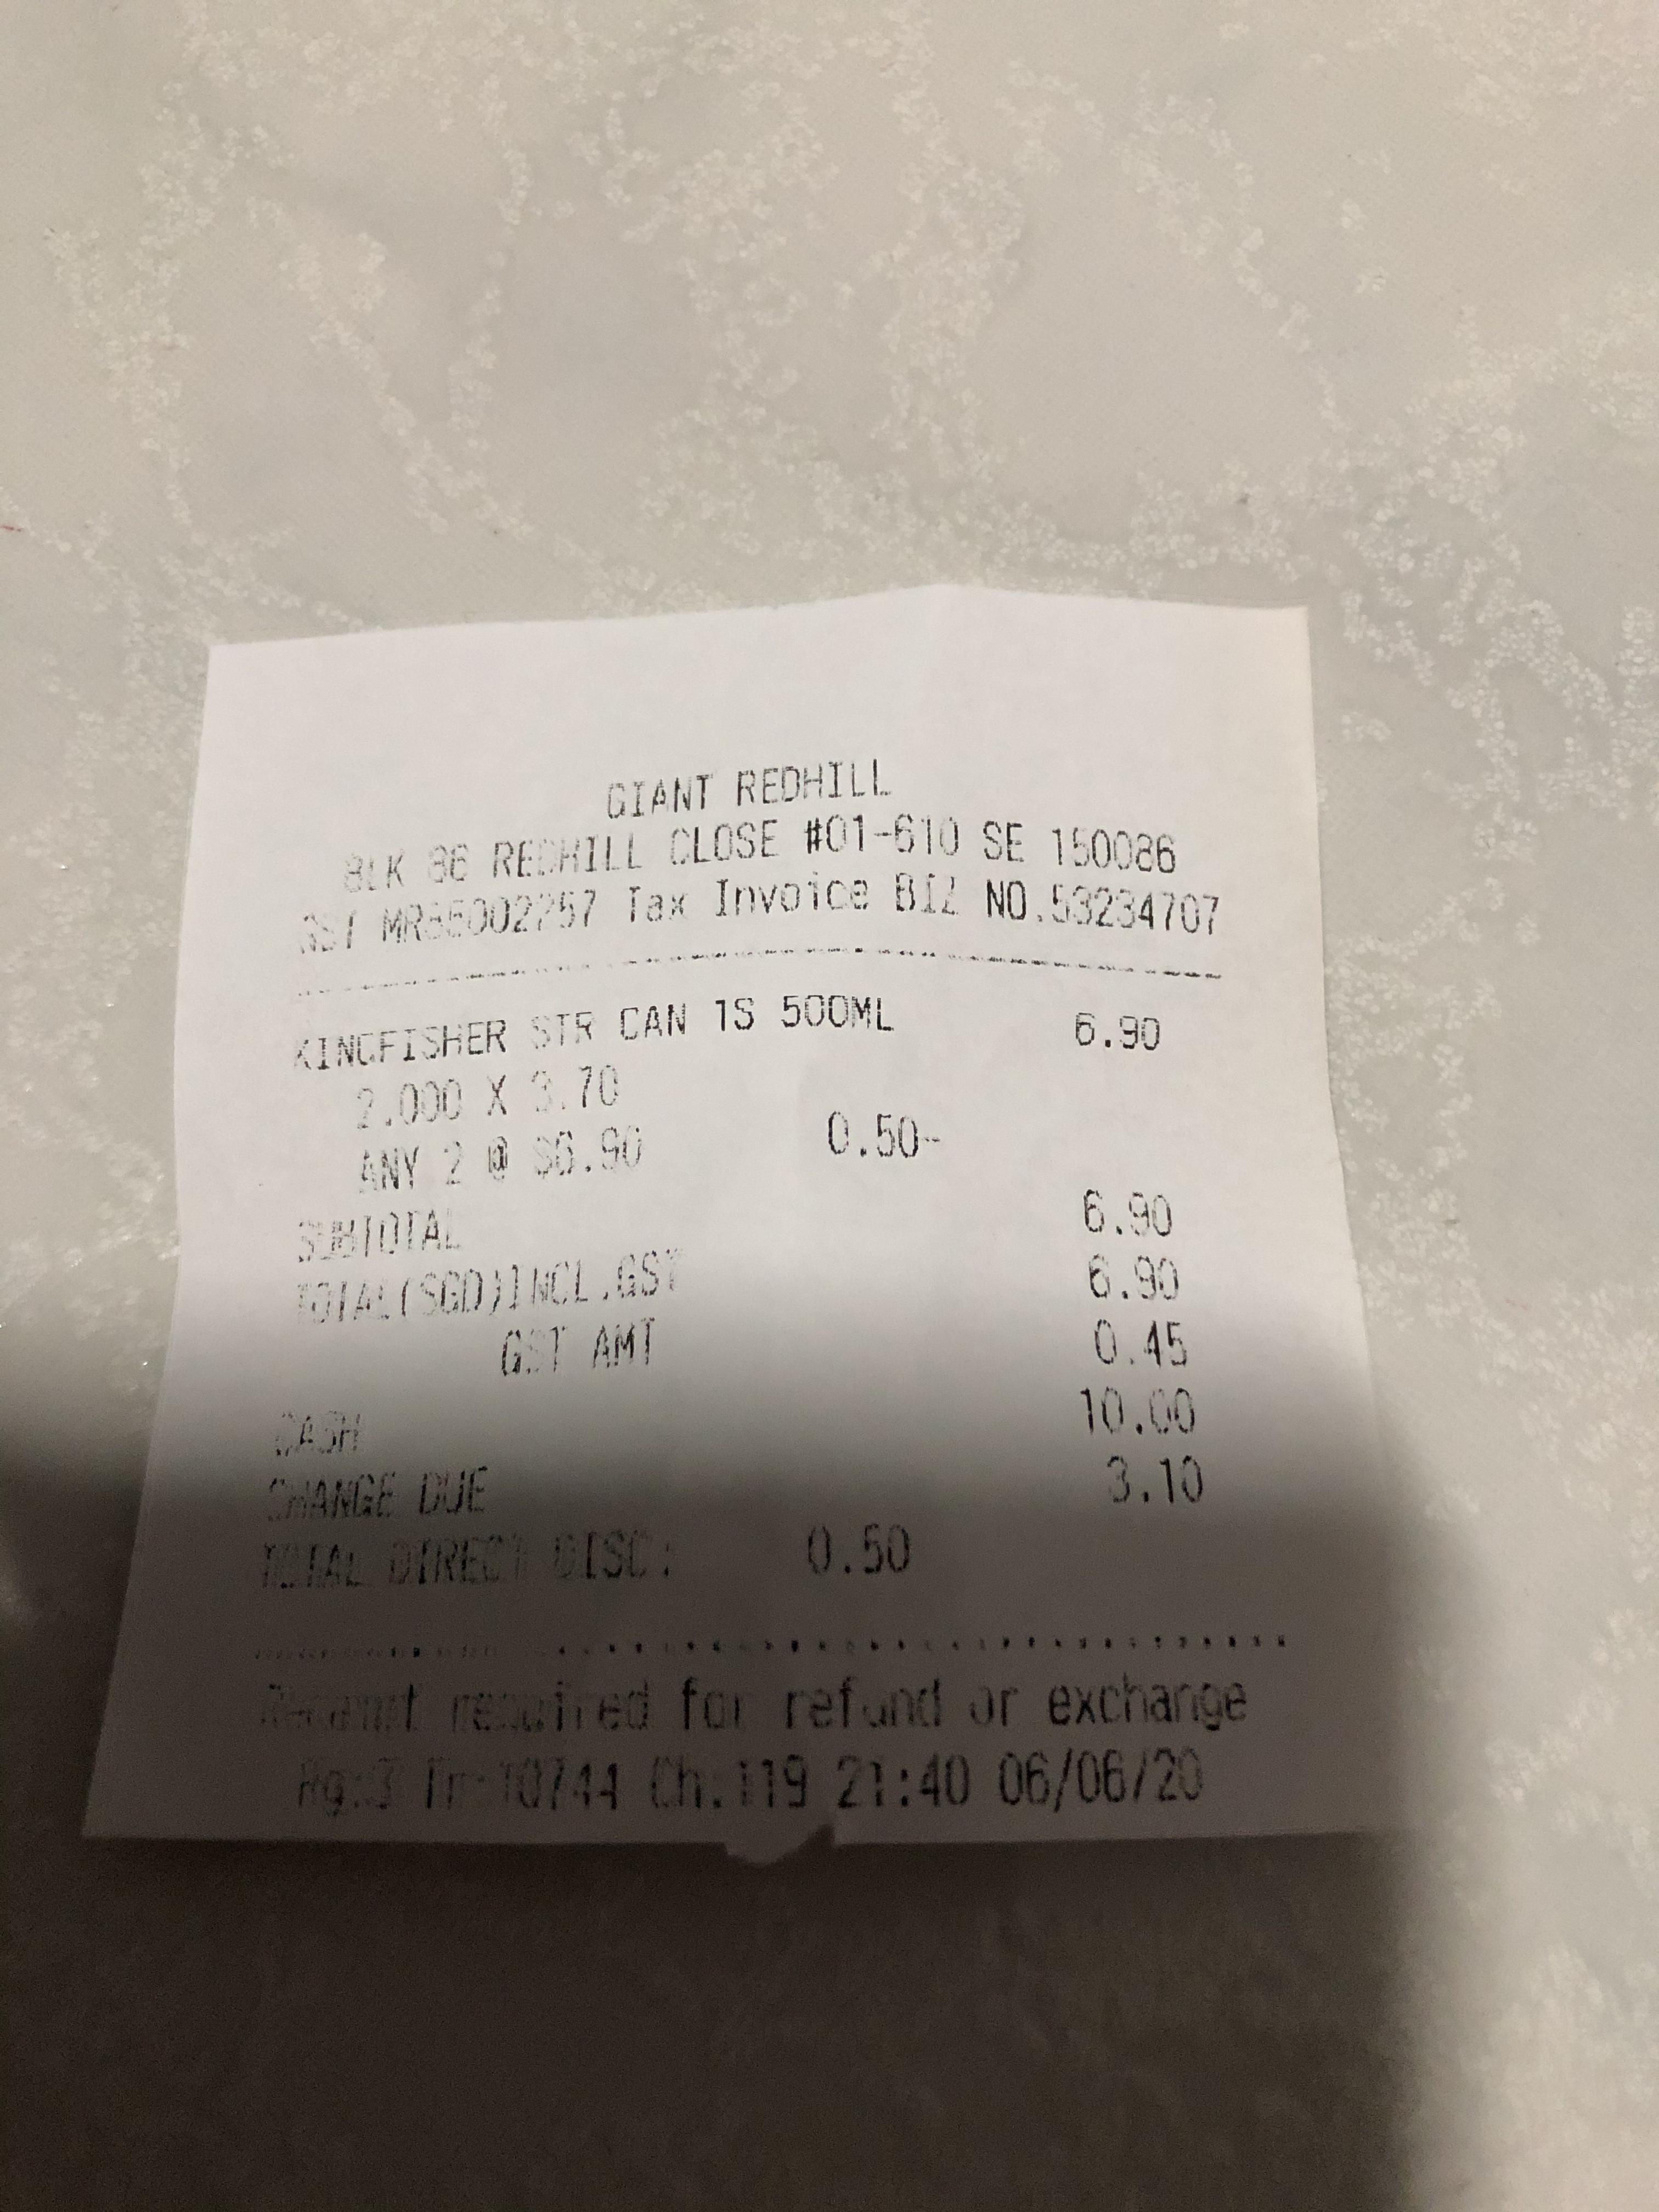 GIANT REDHILL
BLK 86 REDHILL CLOSE #01-610 SE 150086
GST MR85002257 Tax Invoice BIZ NO.53234707
KINGFISHER STR CAN 1S 500ML 6.90
2.000 X 3.70
ANY 2 @ $6.90 0.50-
SUBTOTAL 6.90
TOTAL(SGD)INCL.GST 6.90
GST AMT 0.45
CASH 10.00
CHANGE DUE 3.10
TOTAL DIRECT DISC: 0.50
Receipt required for refund or exchange
Rg:3 Tr-10744 Ch.119 21:40 06/06/20